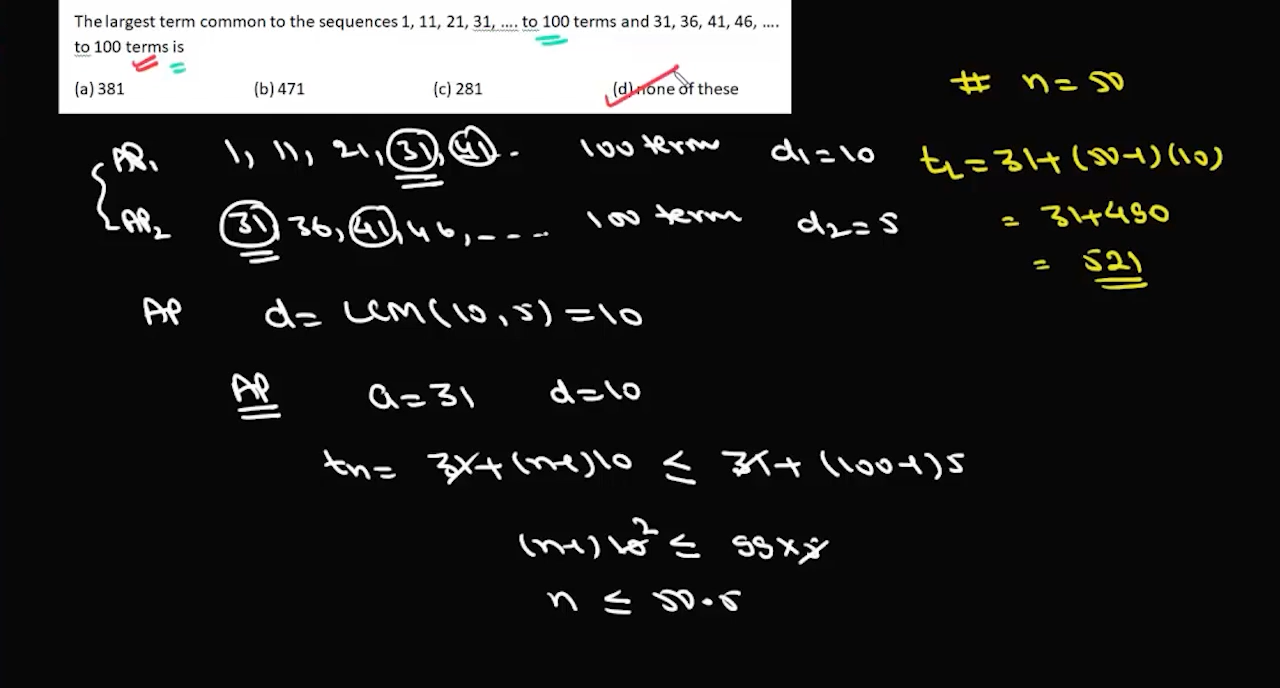 The largest term common to the sequences 1, 11, 21, 31, .... to 100 terms and 31, 36, 41, 46, ....
to 100 terms is
(a) 381 (b) 471 (c) 281 (d) none of these
# n = 50
AP₁ 1, 11, 21, 31, 41 - 100 term d₁ = 10
t₂ = 31 + (50-1)(10)
AP₂ 31, 36, 41, 46, - - - - 100 term d₂ = 5
= 31 + 490
= 521
AP d = LCM(10, 5) = 10
AP a = 31 d = 10
tn = 31 + (n-1)10 ≤ 31 + (100-1)5
(n-1) 10² ≤ 99 × 5
n ≤ 50.5